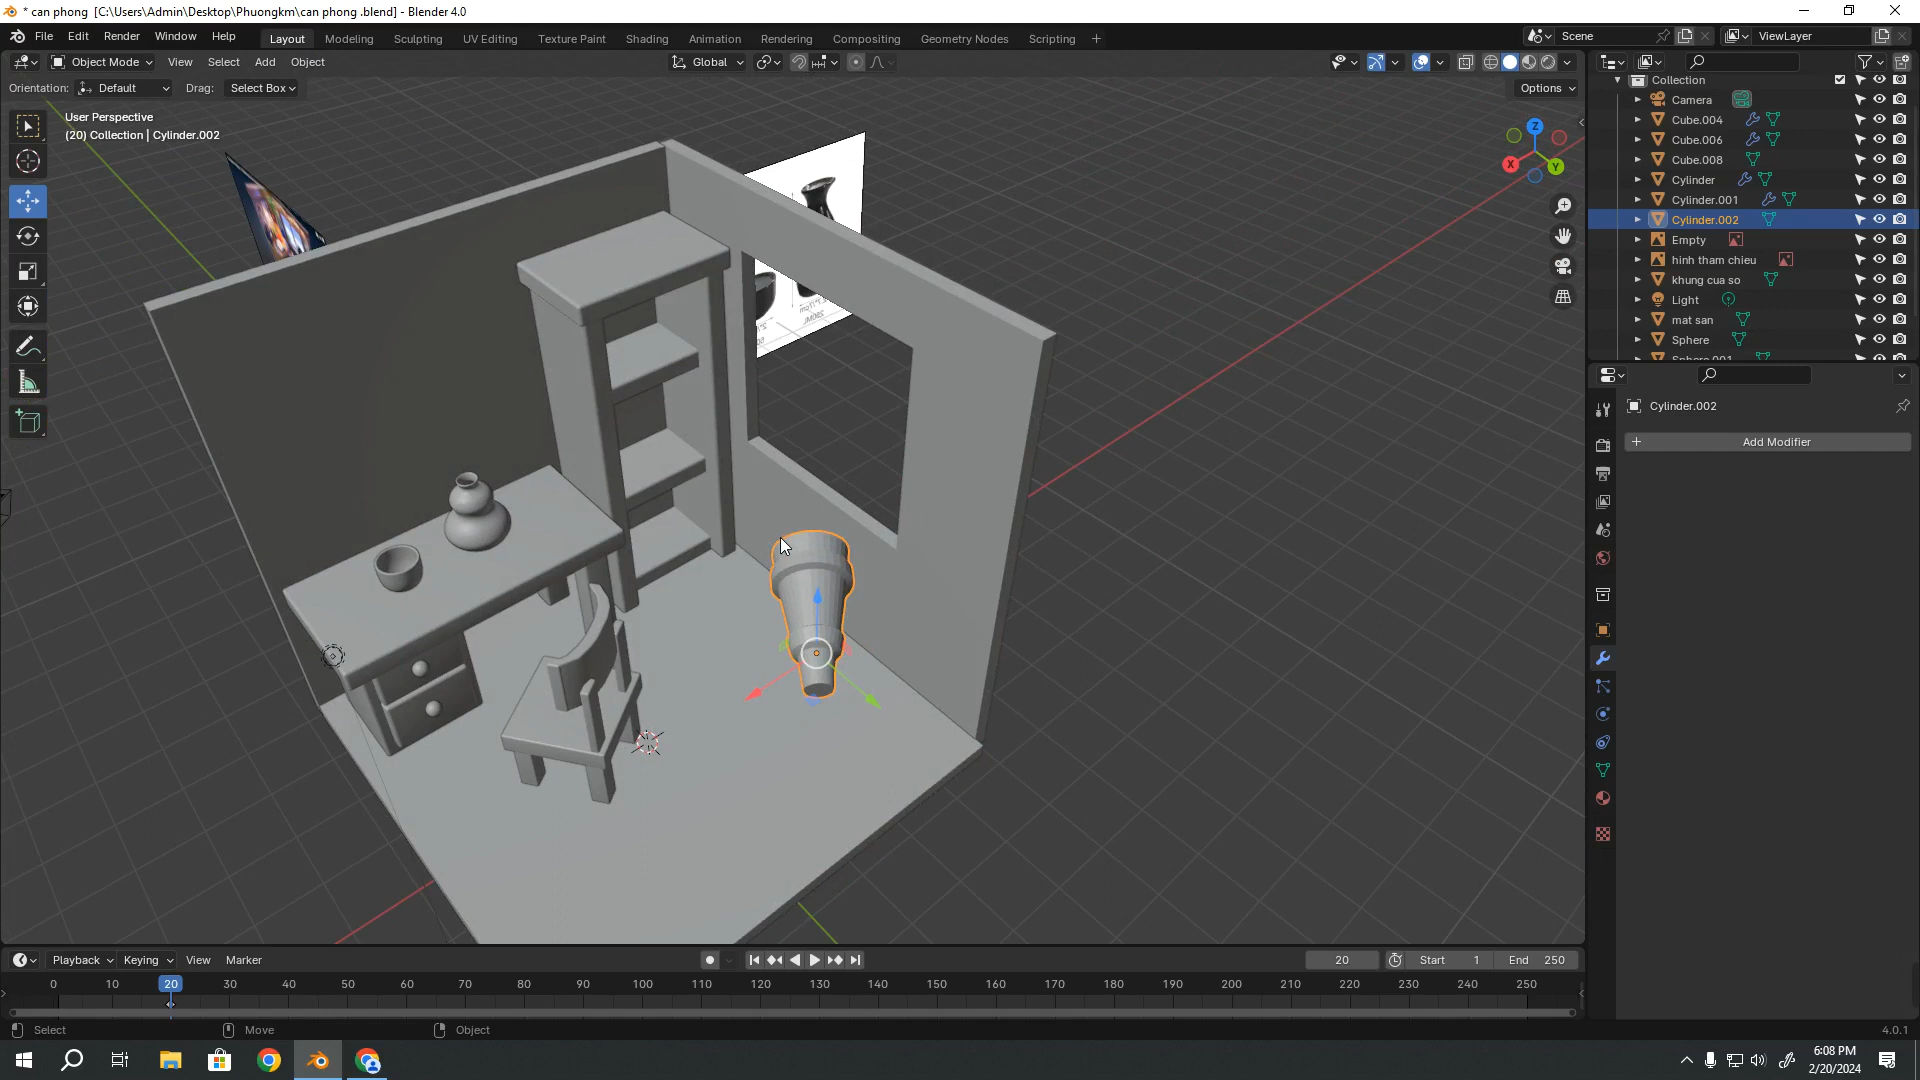 * can phong  [C:\Users\Admin\Desktop\Phuongkm\can phong .blend] - Blender 4.0
File Edit Render Window Help
Layout Modeling Sculpting UV Editing Texture Paint Shading Animation Rendering Compositing Geometry Nodes Scripting +
Scene
ViewLayer
Object Mode View Select Add Object
Global
Orientation: Default Drag: Select Box
Options
User Perspective
(20) Collection | Cylinder.002
Z
X
Y
Collection
Camera
Cube.004
Cube.006
Cube.008
Cylinder
Cylinder.001
Cylinder.002
Empty
hinh tham chieu
khung cua so
Light
mat san
Sphere
Sphere.001
Cylinder.002
+ Add Modifier
Playback Keying View Marker
20
Start 1
End 250
0 10 20 30 40 50 60 70 80 90 100 110 120 130 140 150 160 170 180 190 200 210 220 230 240 250
Select
Move
Object
4.0.1
6:08 PM
2/20/2024